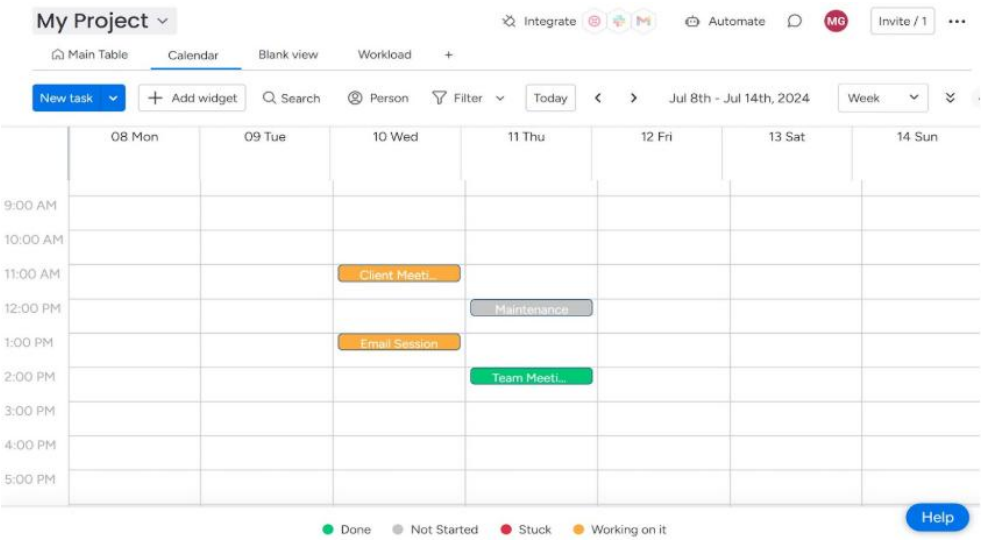 My Project
Integrate Automate MG Invite / 1
Main Table Calendar Blank view Workload +
New task + Add widget Search Person Filter Today < > Jul 8th - Jul 14th, 2024 Week
08 Mon 09 Tue 10 Wed 11 Thu 12 Fri 13 Sat 14 Sun
9:00 AM
10:00 AM
11:00 AM Client Meeti...
12:00 PM Maintenance
1:00 PM Email Session
2:00 PM Team Meeti...
3:00 PM
4:00 PM
5:00 PM
Help
Done Not Started Stuck Working on it